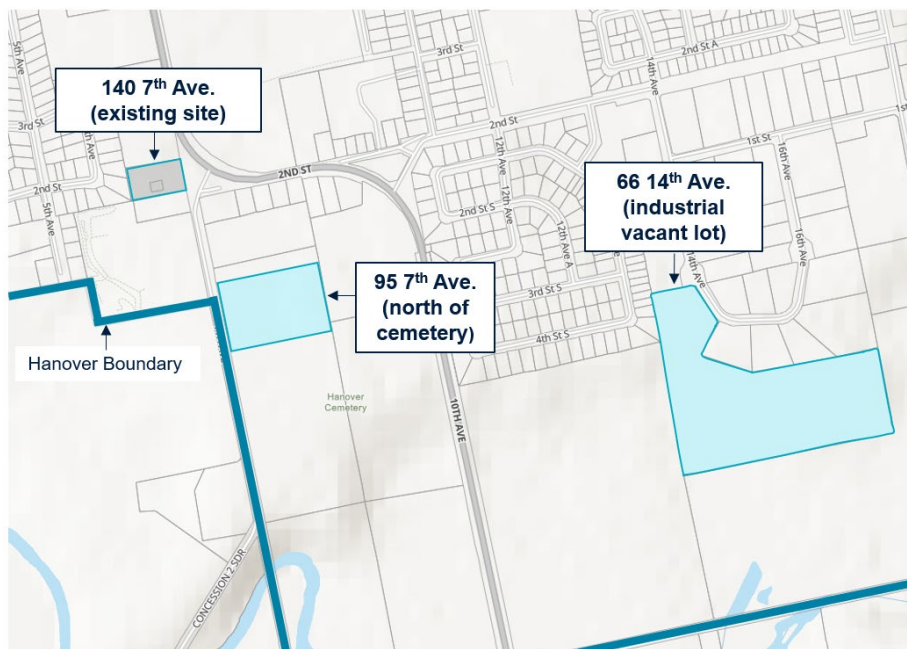 5th Ave
3rd St
2nd St A
14th Ave
140 7th Ave.
(existing site)
3rd St
2nd St
1st St
2nd St
5th Ave
2ND ST
12th Ave
12th Ave
16th Ave
16th Ave
2nd St S
12th Ave A
66 14th Ave.
(industrial
vacant lot)
14th Ave
95 7th Ave.
(north of
cemetery)
3rd St S
4th St S
Hanover Boundary
Hanover
Cemetery
10TH AVE
CONCESSION 2 SDR